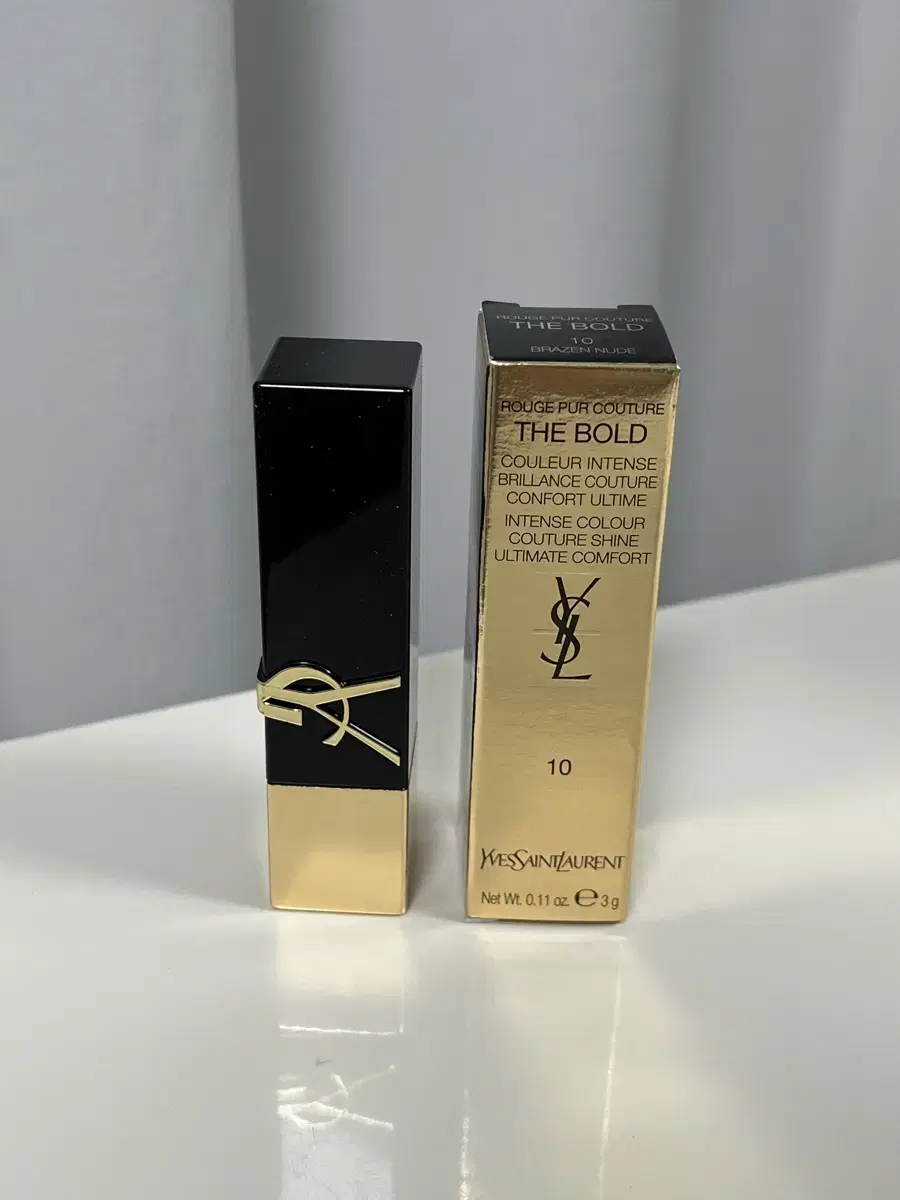 ROUGE PUR COUTURE
THE BOLD
10
BRAZEN NUDE
ROUGE PUR COUTURE
THE BOLD
COULEUR INTENSE
BRILLANCE COUTURE
CONFORT ULTIME
INTENSE COLOUR
COUTURE SHINE
ULTIMATE COMFORT
YSL
10
YVESSAINTLAURENT
Net Wt. 0.11 oz. ℮ 3 g